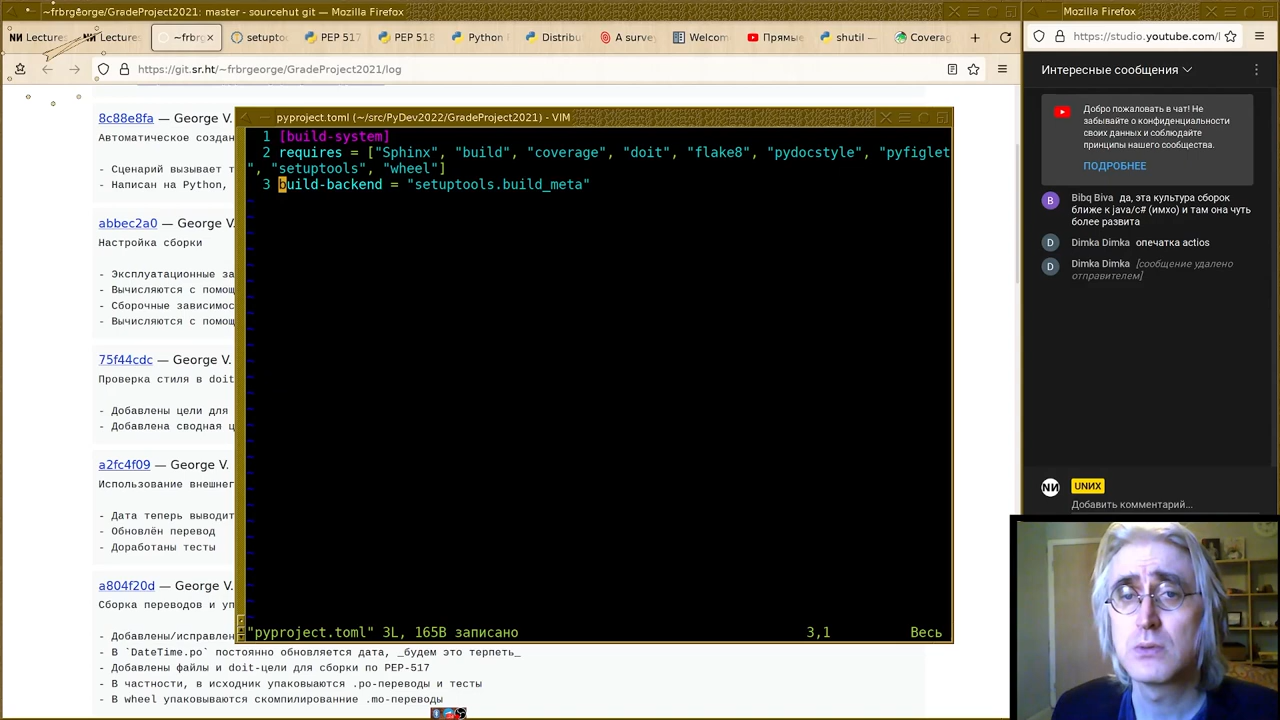 ~frbrgeorge/GradeProject2021: master - sourcehut git — Mozilla Firefox
Lectures
Lectures
~frbr
setupto
PEP 517
PEP 518
Python
Distribu
A survey
Welcom
Прямые
shutil —
Coverag
https://git.sr.ht/~frbrgeorge/GradeProject2021/log
8c88e8fa — George V.
Автоматическое создан
- Сценарий вызывает т
- Написан на Python,
abbec2a0 — George V.
Настройка сборки
- Эксплуатационные за
- Вычисляются с помощ
- Сборочные зависимос
- Вычисляются с помощ
75f44cdc — George V.
Проверка стиля в doit
- Добавлены цели для
- Добавлена сводная ц
a2fc4f09 — George V.
Использование внешнег
- Дата теперь выводит
- Обновлён перевод
- Доработаны тесты
a804f20d — George V.
Сборка переводов и уп
- Добавлены/исправлен
- В `DateTime.po` постоянно обновляется дата, _будем это терпеть_
- Добавлены файлы и doit-цели для сборки по PEP-517
- В частности, в исходник упаковываются .po-переводы и тесты
- В wheel упаковываются скомпилированние .mo-переводы
pyproject.toml (~/src/PyDev2022/GradeProject2021) - VIM
1 [build-system]
2 requires = ["Sphinx", "build", "coverage", "doit", "flake8", "pydocstyle", "pyfiglet
", "setuptools", "wheel"]
3 build-backend = "setuptools.build_meta"
"pyproject.toml" 3L, 165B записано 3,1 Весь
Mozilla Firefox
https://studio.youtube.com/l
Интересные сообщения
Добро пожаловать в чат! Не
забывайте о конфиденциальности
своих данных и соблюдайте
принципы нашего сообщества.
ПОДРОБНЕЕ
B
Bibq Biva да, эта культура сборок
ближе к java/c# (имхо) и там она чуть
более развита
D
Dimka Dimka опечатка actios
D
Dimka Dimka [сообщение удалено
отправителем]
UNИX
Добавить комментарий...